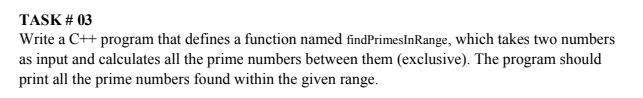 TASK # 03
Write a C++ program that defines a function named findPrimesInRange, which takes two numbers
as input and calculates all the prime numbers between them (exclusive). The program should
print all the prime numbers found within the given range.